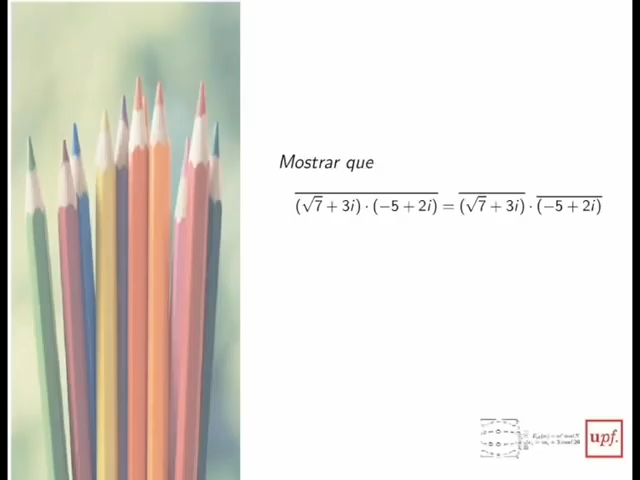 Mostrar que
$\overline{(\sqrt{7} + 3i) \cdot (-5 + 2i)} = \overline{(\sqrt{7} + 3i)} \cdot \overline{(-5 + 2i)}$
upf.